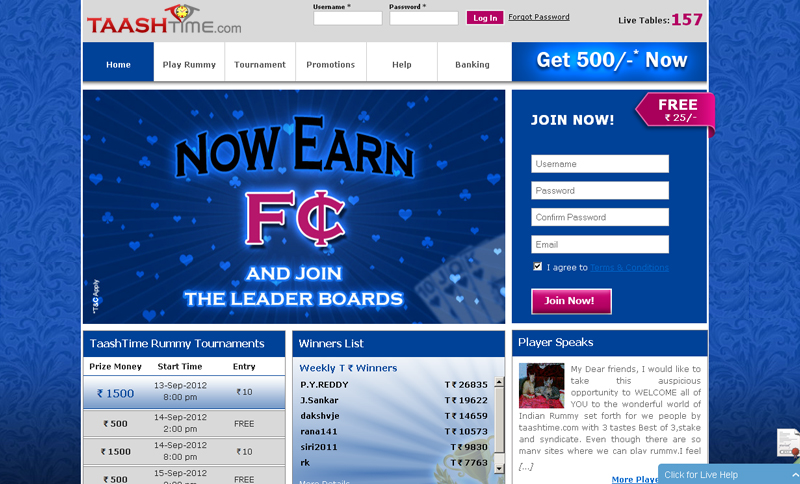 TAASHTIME.com
Username *
Password *
Log In
Forgot Password
Live Tables: 157
Home
Play Rummy
Tournament
Promotions
Help
Banking
Get 500/-* Now
NOW EARN
F₵
AND JOIN
THE LEADER BOARDS
*T&C Apply
JOIN NOW!
FREE
₹ 25/-
Username
Password
Confirm Password
Email
I agree to Terms & Conditions
Join Now!
TaashTime Rummy Tournaments
Prize Money Start Time Entry
₹ 1500 13-Sep-2012 8:00 pm ₹ 10
₹ 500 14-Sep-2012 2:00 pm FREE
₹ 1500 14-Sep-2012 8:00 pm ₹ 10
₹ 500 15-Sep-2012 FREE
Winners List
Weekly T ₹ Winners
P.Y.REDDY T ₹ 26835
J.Sankar T ₹ 19622
dakshvje T ₹ 14659
rana141 T ₹ 10573
siri2011 T ₹ 9830
rk T ₹ 7763
More Details
Player Speaks
My Dear friends, I would like to
take this auspicious
opportunity to WELCOME all of
YOU to the wonderful world of
Indian Rummy set forth for we people by
taashtime.com with 3 tastes Best of 3,stake
and syndicate. Even though there are so
many sites where we can play rummy.I feel
[...]
More Playe
Click for Live Help